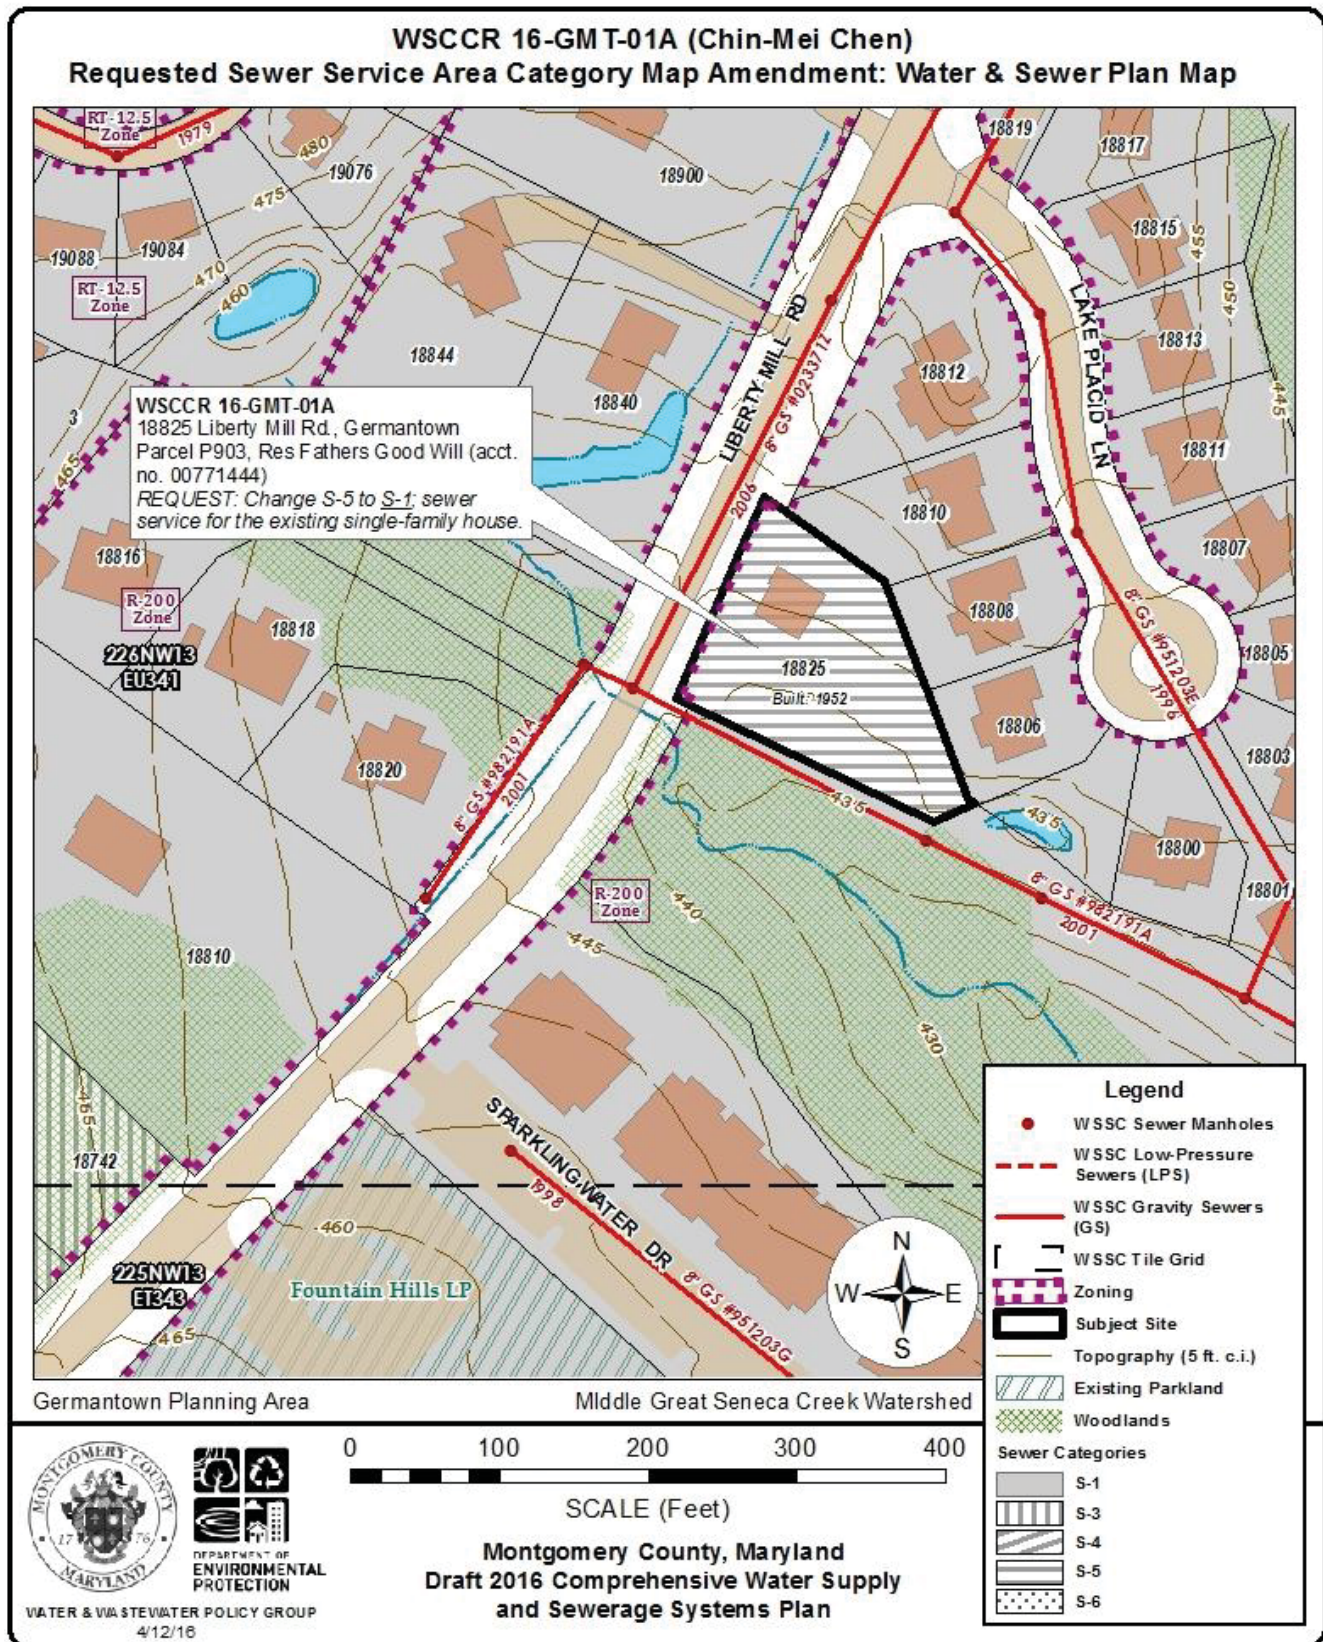 WSCCR 16-GMT-01A (Chin-Mei Chen)
Requested Sewer Service Area Category Map Amendment: Water & Sewer Plan Map
RT-12.5
Zone
1979
480
19076
475
18900
18819
18817
18815
455
19088
19084
470
RT-12.5
Zone
460
450
18844
LIBERTY MILL RD
LAKE PLACID LN
18813
18840
8" GS #023371Z
2006
18812
445
18811
3
465
WSCCR 16-GMT-01A
18825 Liberty Mill Rd., Germantown
Parcel P903, Res Fathers Good Will (acct.
no. 00771444)
REQUEST: Change S-5 to S-1; sewer
service for the existing single-family house.
18810
18807
18816
R-200
Zone
18818
18808
8" GS #951203E
1996
226NW13
EU341
18825
Built: 1952
18805
18806
18820
8" GS #982191A
2001
18803
435
435
18800
R-200
Zone
440
8" GS #982191A
2001
18801
445
18810
430
465
18742
SPARKLING WATER DR
1998
8" GS #951203G
460
225NW13
ET343
Fountain Hills LP
465
N
W
E
S
Legend
WSSC Sewer Manholes
WSSC Low-Pressure
Sewers (LPS)
WSSC Gravity Sewers
(GS)
WSSC Tile Grid
Zoning
Subject Site
Topography (5 ft. c.i.)
Existing Parkland
Woodlands
Sewer Categories
S-1
S-3
S-4
S-5
S-6
Germantown Planning Area
MIddle Great Seneca Creek Watershed
MONTGOMERY COUNTY
17 76
MARYLAND
DEPARTMENT OF
ENVIRONMENTAL
PROTECTION
WATER & WASTEWATER POLICY GROUP
4/12/16
0 100 200 300 400
SCALE (Feet)
Montgomery County, Maryland
Draft 2016 Comprehensive Water Supply
and Sewerage Systems Plan